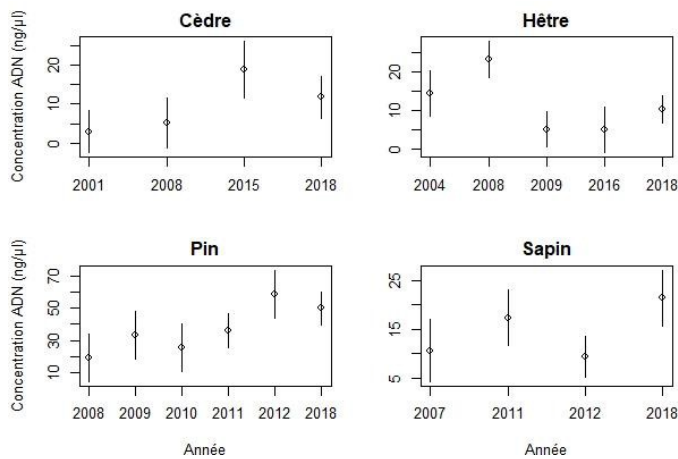 Cèdre
Hêtre
Concentration ADN (ng/µl)
0 10 20
0 10 20
2001 2008 2015 2018
2004 2008 2009 2016 2018
Pin
Sapin
Concentration ADN (ng/µl)
10 30 50 70
5 15 25
2008 2009 2010 2011 2012 2018
2007 2011 2012 2018
Année
Année